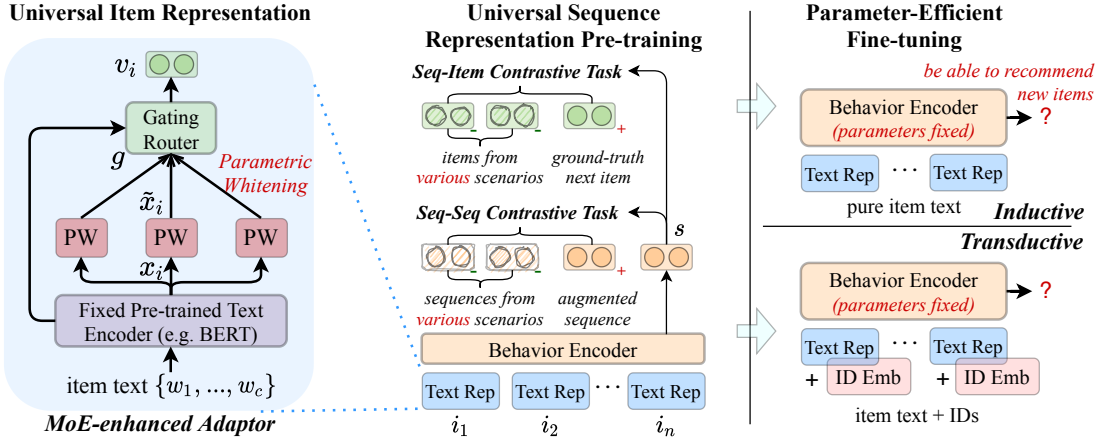 Universal Item Representation
v_i
Gating
Router
g
Parametric
Whitening
x̃_i
PW
PW
PW
x_i
Fixed Pre-trained Text
Encoder (e.g. BERT)
item text {w_1, ..., w_c}
MoE-enhanced Adaptor
Universal Sequence
Representation Pre-training
Seq-Item Contrastive Task
-
-
+
items from
various scenarios
ground-truth
next item
Seq-Seq Contrastive Task
s
-
-
+
sequences from
various scenarios
augmented
sequence
Behavior Encoder
Text Rep
Text Rep
...
Text Rep
i_1
i_2
i_n
Parameter-Efficient
Fine-tuning
be able to recommend
new items
Behavior Encoder
(parameters fixed)
?
Text Rep
...
Text Rep
pure item text
Inductive
Transductive
Behavior Encoder
(parameters fixed)
?
Text Rep
...
Text Rep
+ ID Emb
+ ID Emb
item text + IDs